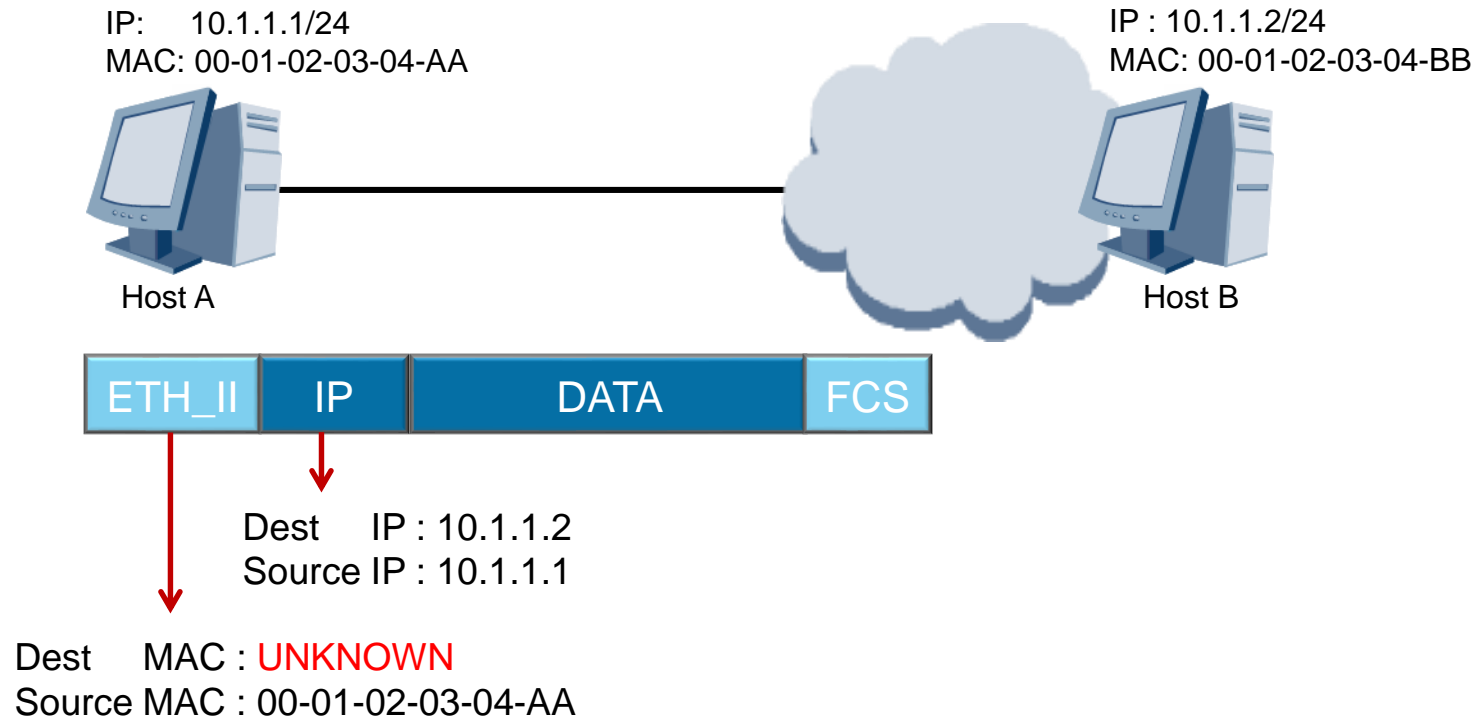 IP: 10.1.1.1/24
MAC: 00-01-02-03-04-AA
IP : 10.1.1.2/24
MAC: 00-01-02-03-04-BB
Host A
Host B
ETH_II IP DATA FCS
Dest IP : 10.1.1.2
Source IP : 10.1.1.1
Dest MAC : UNKNOWN
Source MAC : 00-01-02-03-04-AA